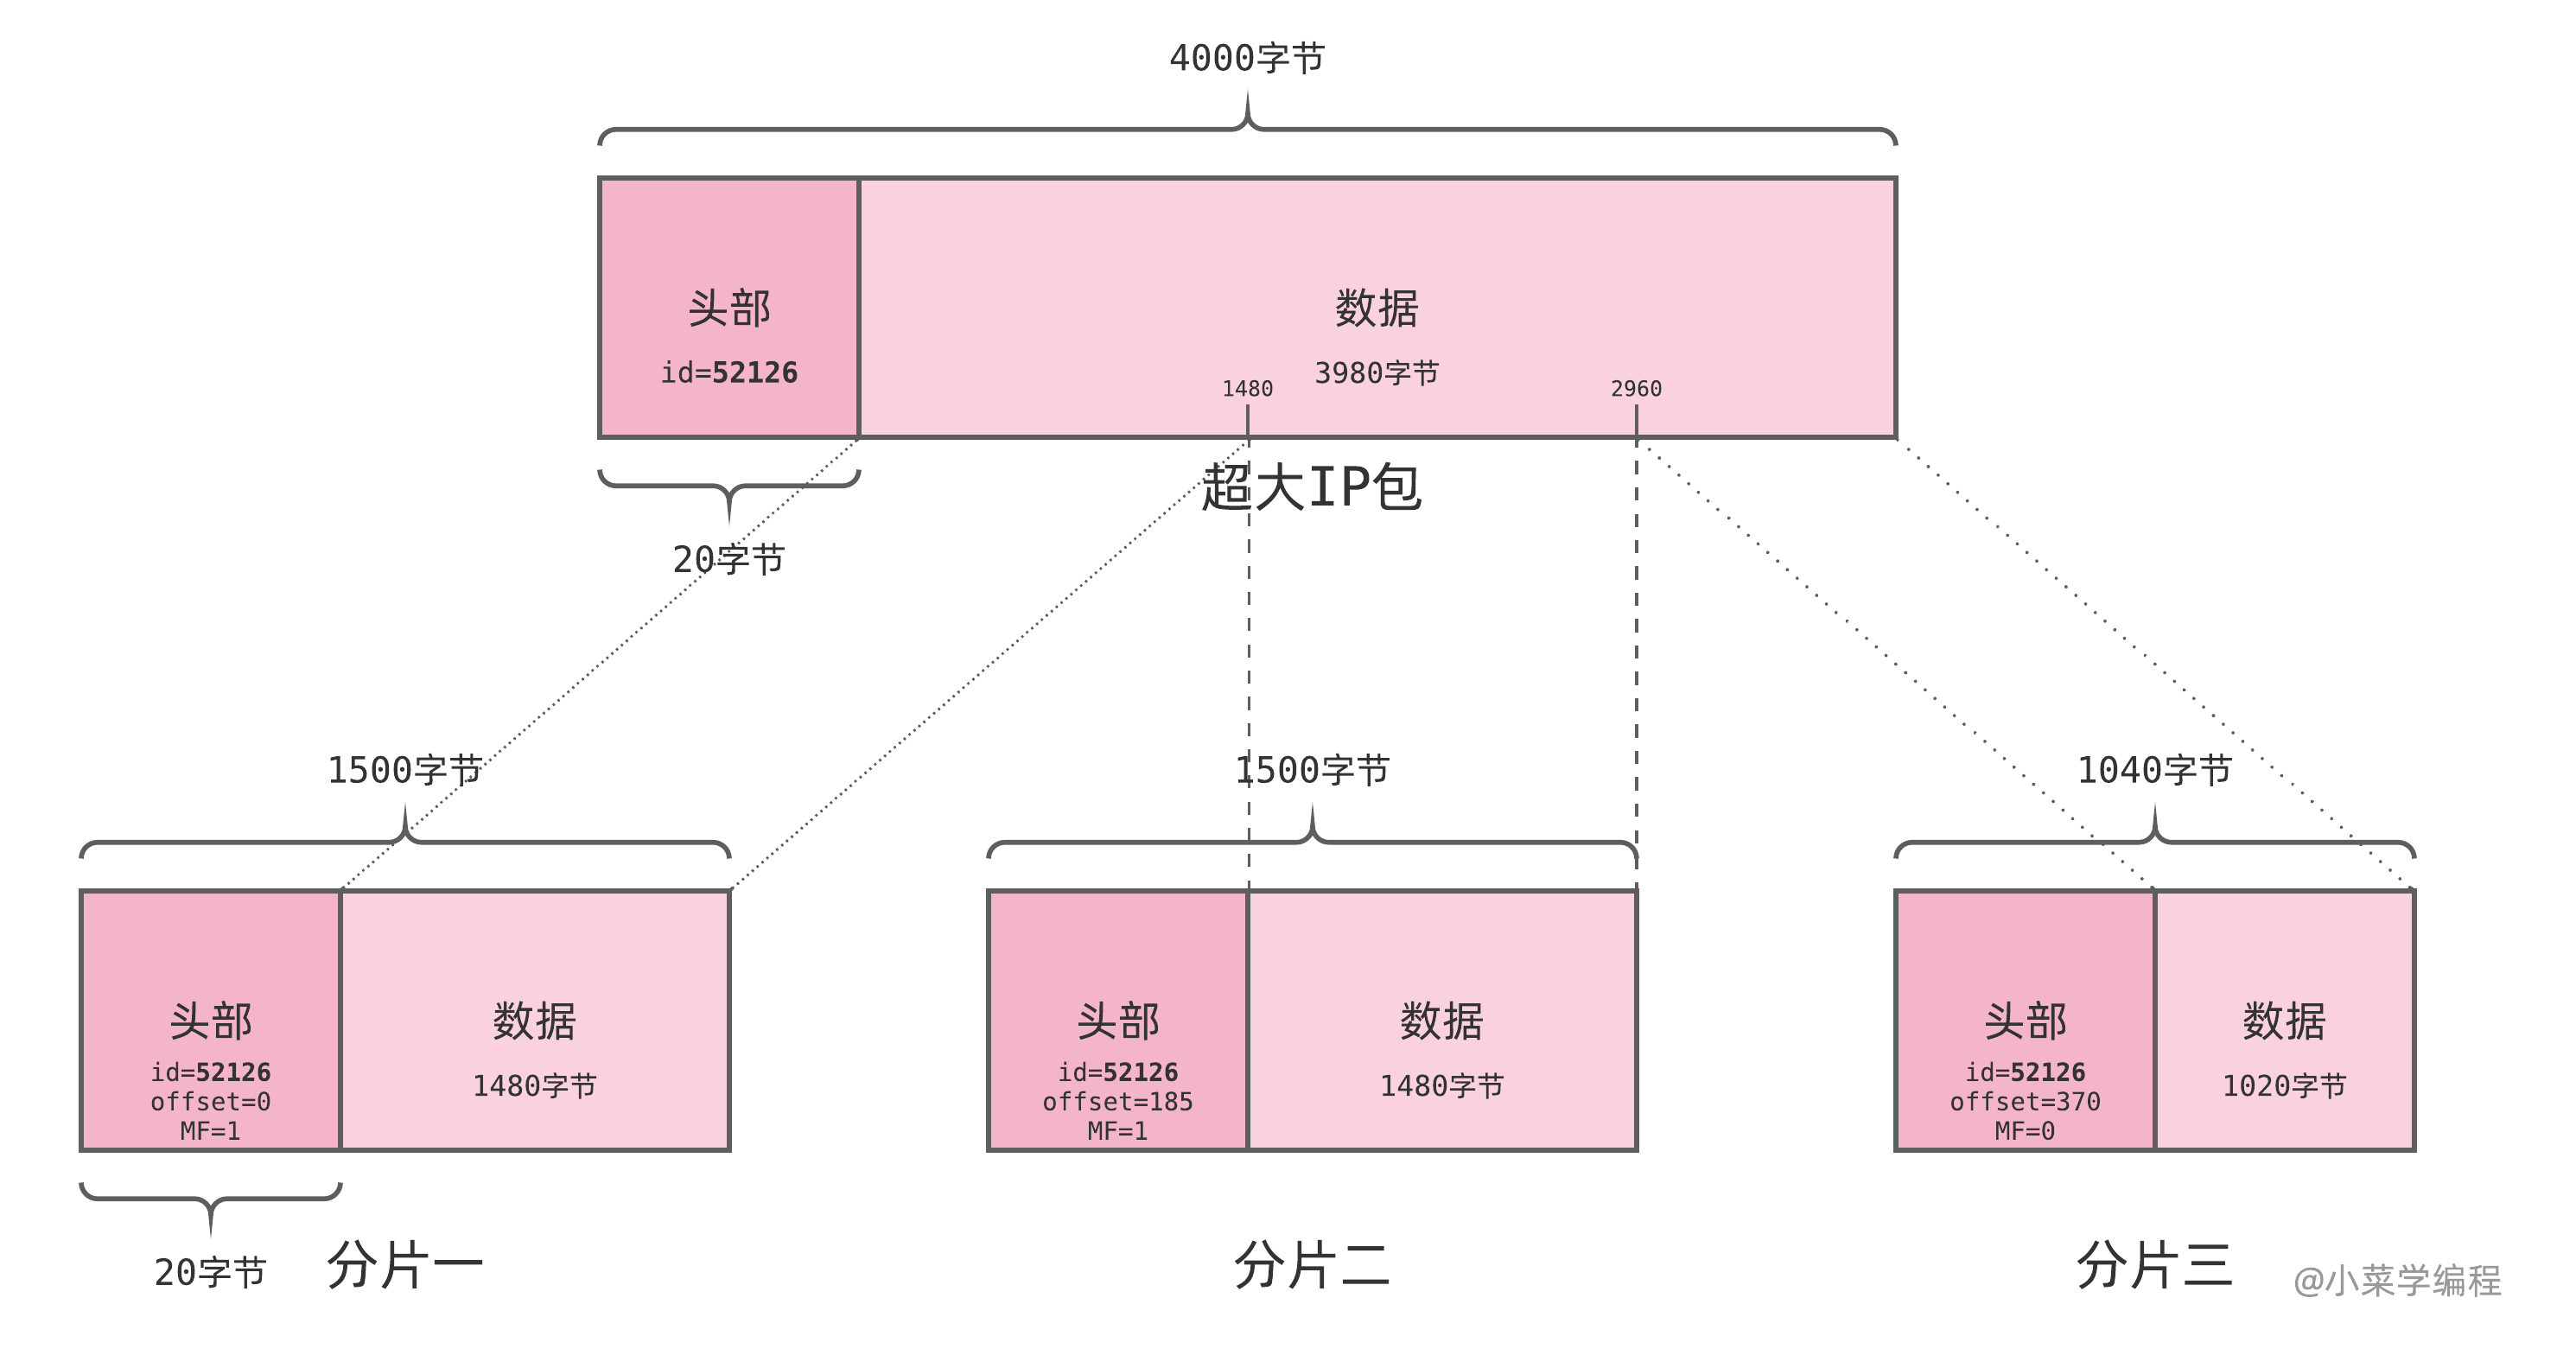 4000字节
头部
id=52126
数据
3980字节
1480
2960
20字节
超大IP包
1500字节
1500字节
1040字节
头部
id=52126
offset=0
MF=1
数据
1480字节
头部
id=52126
offset=185
MF=1
数据
1480字节
头部
id=52126
offset=370
MF=0
数据
1020字节
20字节
分片一
分片二
分片三
@小菜学编程